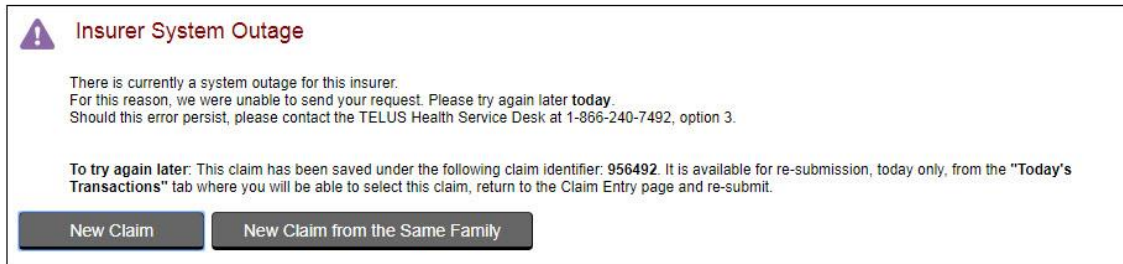 Insurer System Outage
There is currently a system outage for this insurer.
For this reason, we were unable to send your request. Please try again later today.
Should this error persist, please contact the TELUS Health Service Desk at 1-866-240-7492, option 3.
To try again later: This claim has been saved under the following claim identifier: 956492. It is available for re-submission, today only, from the "Today's
Transactions" tab where you will be able to select this claim, return to the Claim Entry page and re-submit.
New Claim
New Claim from the Same Family